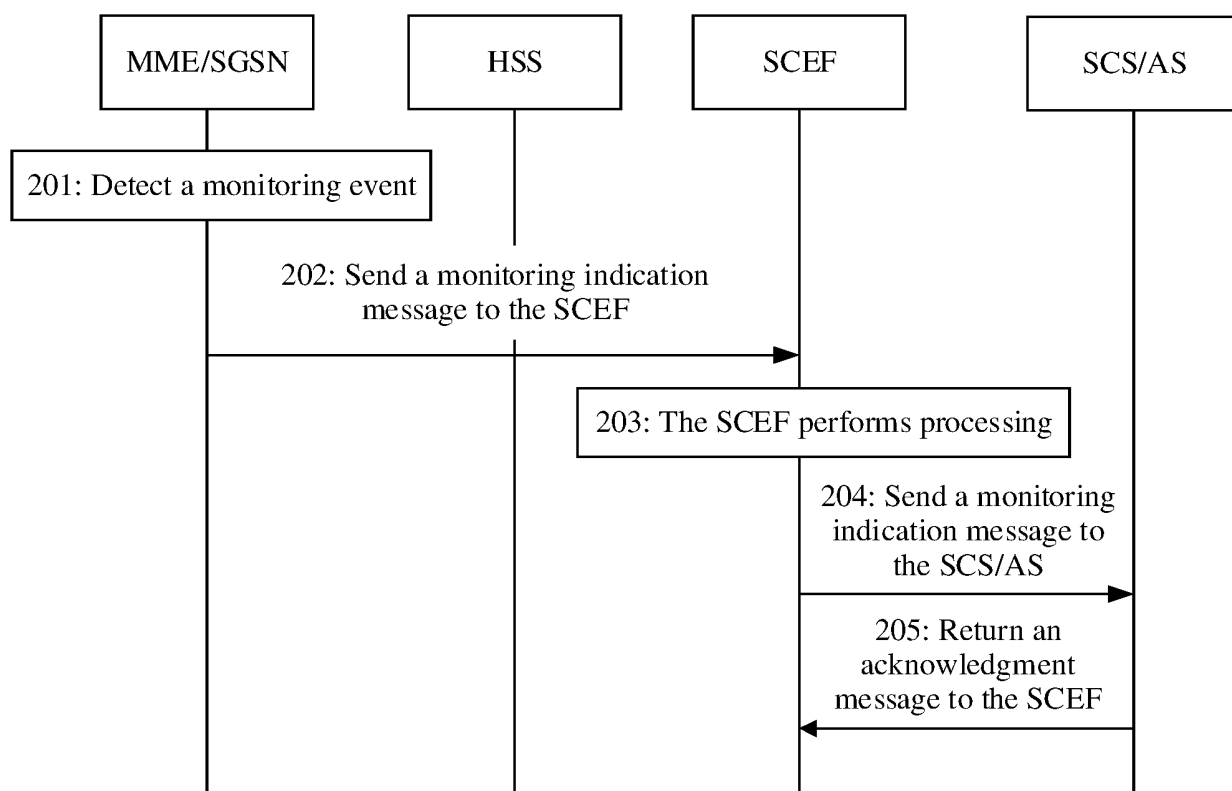 MME/SGSN
HSS
SCEF
SCS/AS
201: Detect a monitoring event
202: Send a monitoring indication
message to the SCEF
203: The SCEF performs processing
204: Send a monitoring
indication message to
the SCS/AS
205: Return an
acknowledgment
message to the SCEF